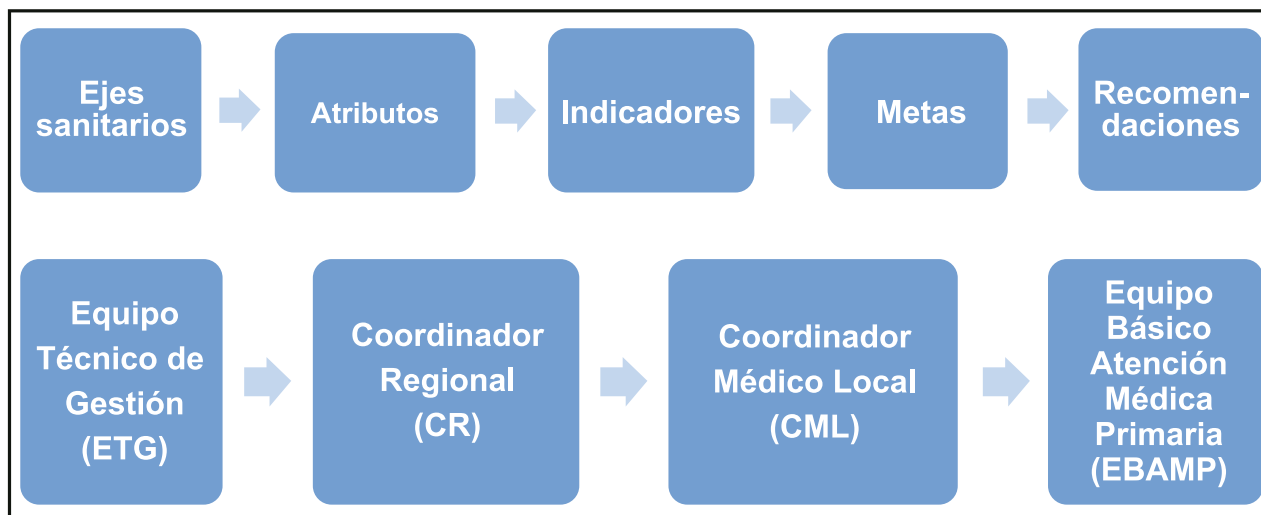 Ejes
sanitarios
Atributos
Indicadores
Metas
Recomen-
daciones
Equipo
Técnico de
Gestión
(ETG)
Coordinador
Regional
(CR)
Coordinador
Médico Local
(CML)
Equipo
Básico
Atención
Médica
Primaria
(EBAMP)